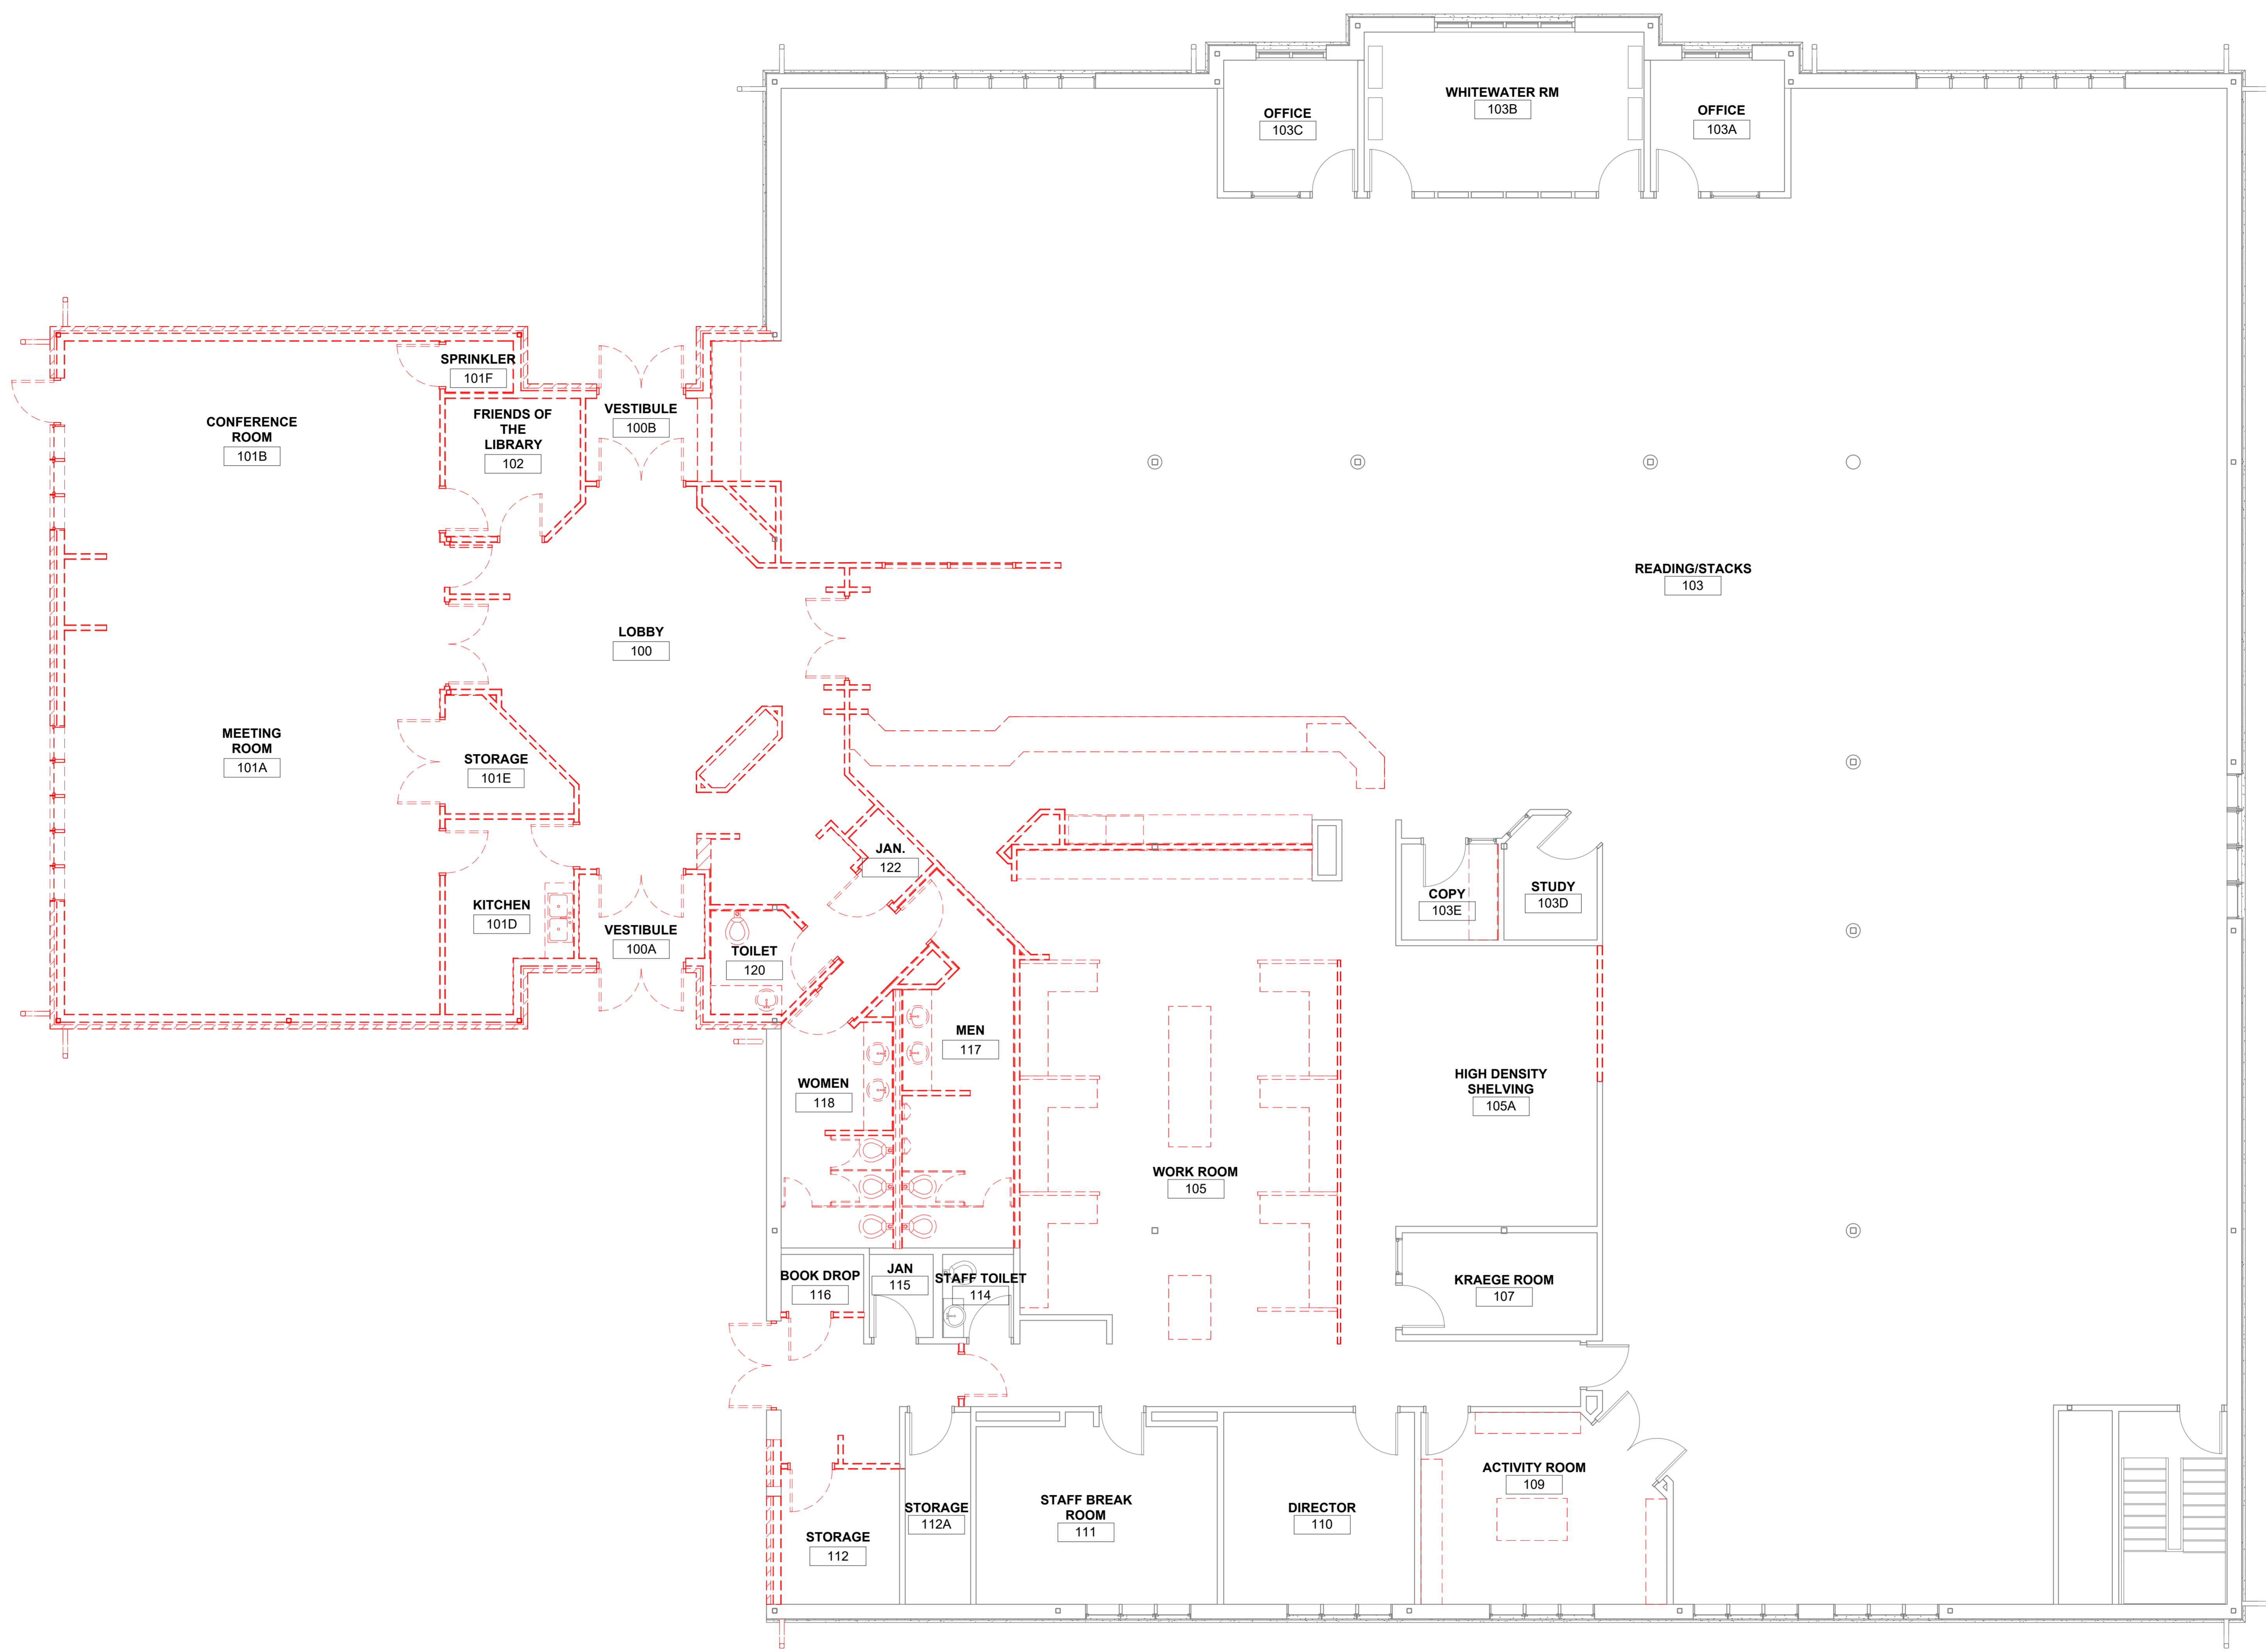 WHITEWATER RM
103B
OFFICE
103C
OFFICE
103A
SPRINKLER
101F
CONFERENCE
ROOM
101B
FRIENDS OF
THE
LIBRARY
102
VESTIBULE
100B
READING/STACKS
103
LOBBY
100
MEETING
ROOM
101A
STORAGE
101E
JAN.
122
COPY
103E
STUDY
103D
KITCHEN
101D
VESTIBULE
100A
TOILET
120
MEN
117
WOMEN
118
HIGH DENSITY
SHELVING
105A
WORK ROOM
105
BOOK DROP
116
JAN
115
STAFF TOILET
114
KRAEGE ROOM
107
ACTIVITY ROOM
109
STORAGE
112
STORAGE
112A
STAFF BREAK
ROOM
111
DIRECTOR
110